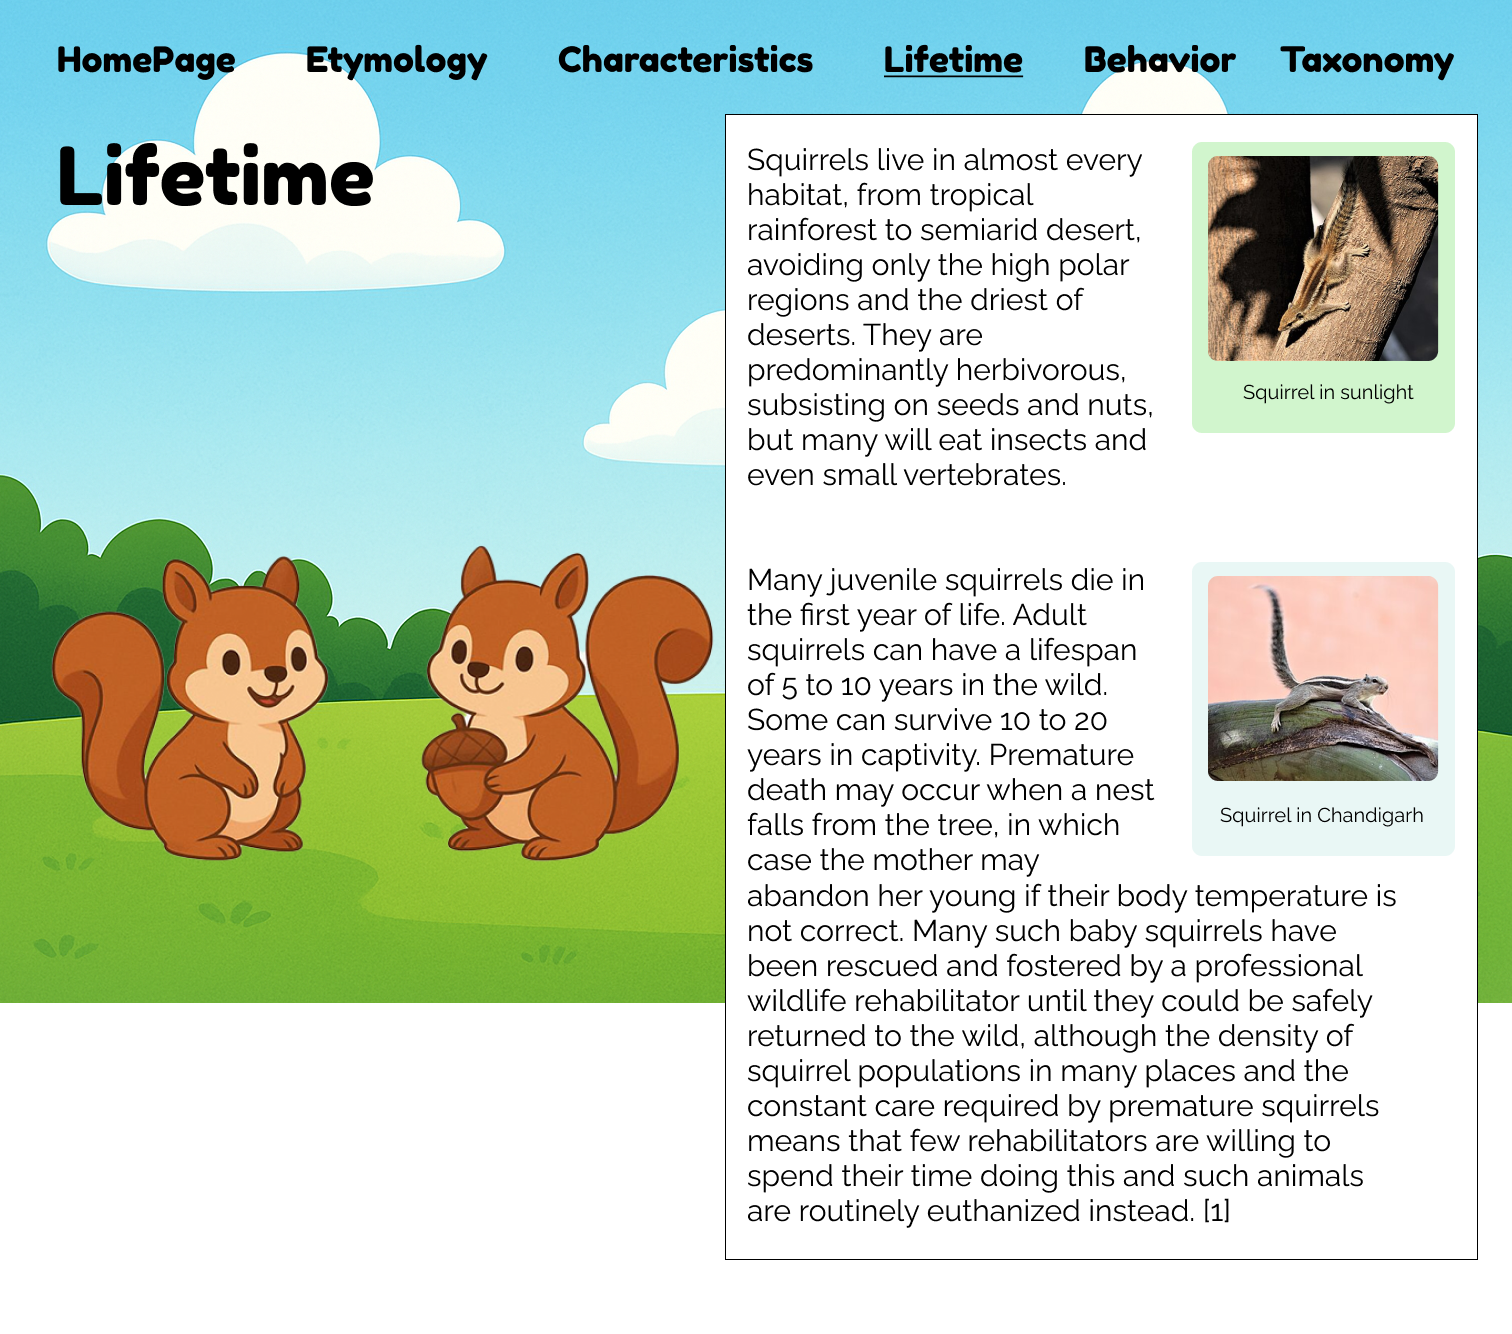 HomePage Etymology Characteristics Lifetime Behavior Taxonomy
Lifetime
Squirrels live in almost every
habitat, from tropical
rainforest to semiarid desert,
avoiding only the high polar
regions and the driest of
deserts. They are
predominantly herbivorous,
subsisting on seeds and nuts,
but many will eat insects and
even small vertebrates.
Squirrel in sunlight
Many juvenile squirrels die in
the first year of life. Adult
squirrels can have a lifespan
of 5 to 10 years in the wild.
Some can survive 10 to 20
years in captivity. Premature
death may occur when a nest
falls from the tree, in which
case the mother may
abandon her young if their body temperature is
not correct. Many such baby squirrels have
been rescued and fostered by a professional
wildlife rehabilitator until they could be safely
returned to the wild, although the density of
squirrel populations in many places and the
constant care required by premature squirrels
means that few rehabilitators are willing to
spend their time doing this and such animals
are routinely euthanized instead. [1]
Squirrel in Chandigarh